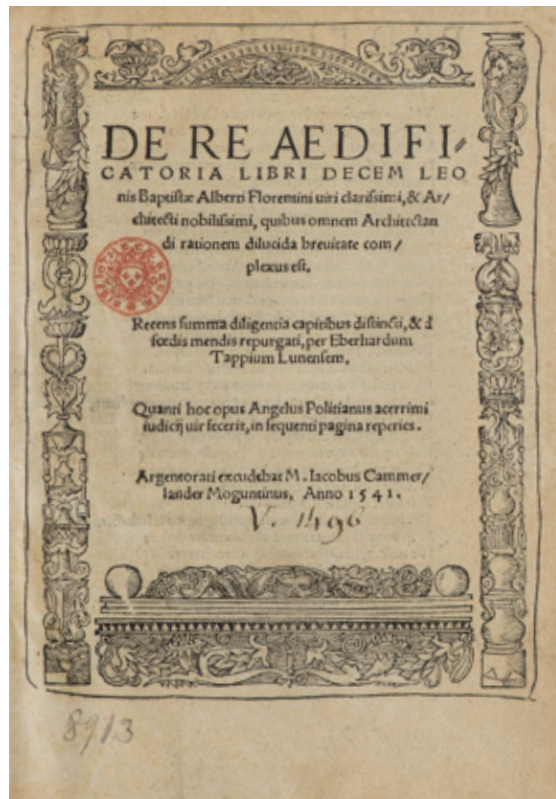 DE RE AEDIFI⸗
CATORIA LIBRI DECEM LEO
nis Baptistæ Alberti Florentini uiri clarissimi, & Ar/
chitecti nobilissimi, quibus omnem Architectan
di rationem dilucida breuitate com/
plexus est.
Recens summa diligentia capitibus distincti, & à
fœdis mendis repurgati, per Eberhardum
Tappium Lunensem.
Quanti hoc opus Angelus Politianus acerrimi
iudicij uir fecerit, in sequenti pagina reperies.
Argentorati excudebat M. Iacobus Cammer/
lander Moguntinus. Anno 1541.
V. 1496
8913